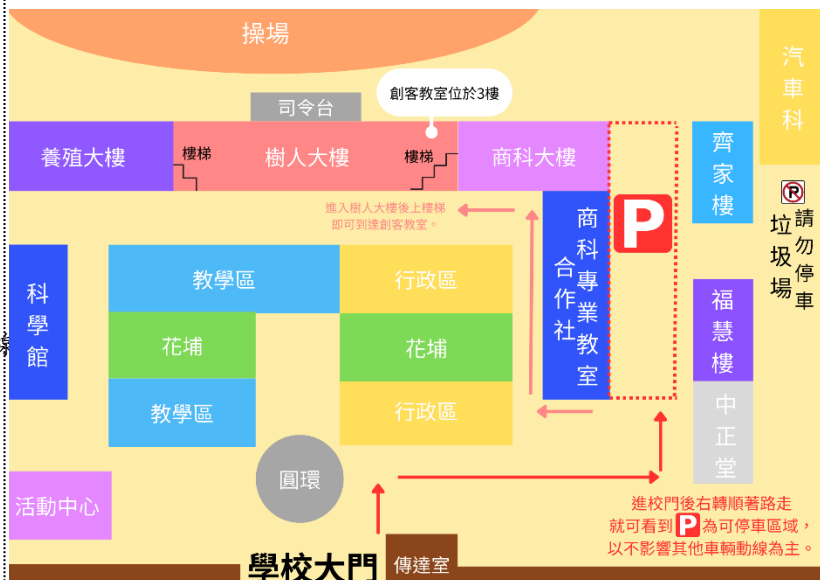 操場
汽車科
創客教室位於3樓
司令台
養殖大樓
樓梯
樹人大樓
樓梯
商科大樓
齊家樓
P
進入樹人大樓後上樓梯
即可到達創客教室。
請勿停車
垃圾場
商科專業教室
合作社
科學館
教學區
行政區
花埔
花埔
福慧樓
教學區
行政區
中正堂
圓環
活動中心
進校門後右轉順著路走
就可看到P為可停車區域，
以不影響其他車輛動線為主。
學校大門
傳達室